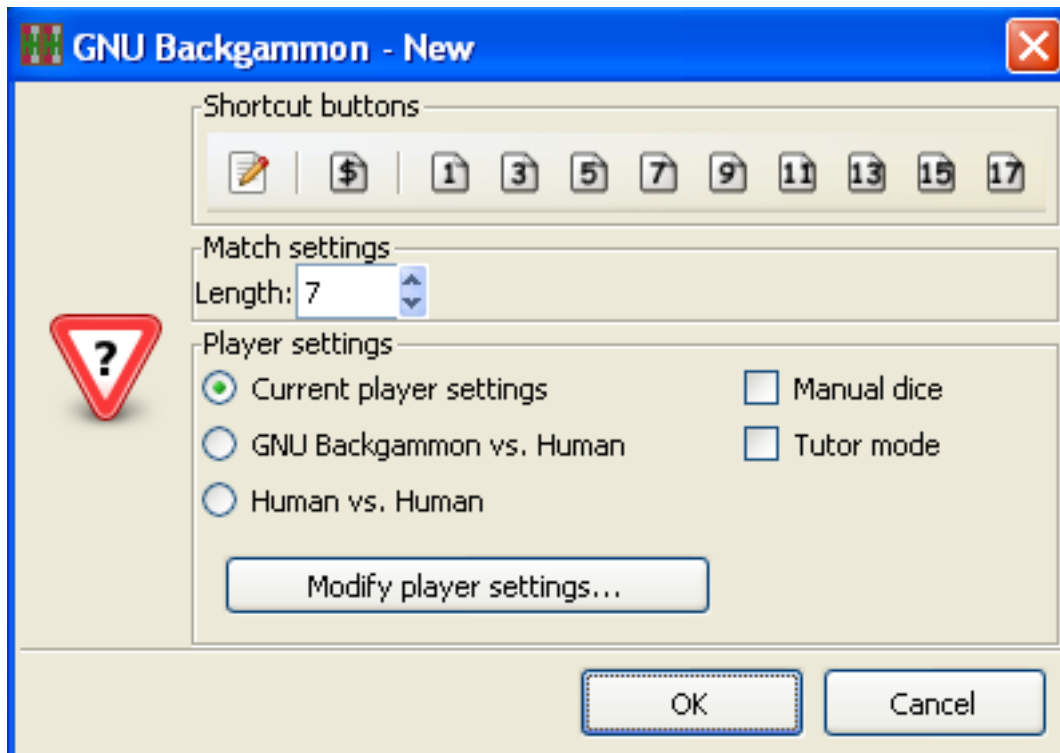 GNU Backgammon - New
Shortcut buttons
$ 1 3 5 7 9 11 13 15 17
Match settings
Length: 7
?
Player settings
Current player settings Manual dice
GNU Backgammon vs. Human Tutor mode
Human vs. Human
Modify player settings...
OK Cancel